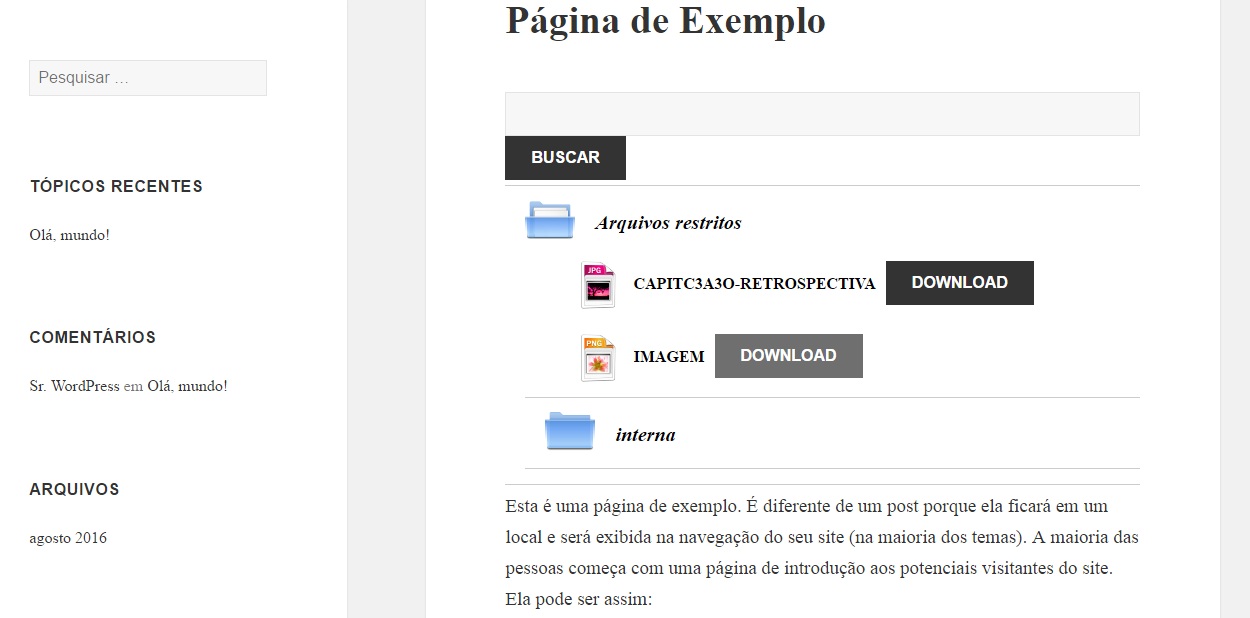 Página de Exemplo
Pesquisar ...
BUSCAR
TÓPICOS RECENTES
Olá, mundo!
COMENTÁRIOS
Sr. WordPress em Olá, mundo!
ARQUIVOS
agosto 2016
Arquivos restritos
JPG
CAPITC3A3O-RETROSPECTIVA DOWNLOAD
PNG
IMAGEM DOWNLOAD
interna
Esta é uma página de exemplo. É diferente de um post porque ela ficará em um
local e será exibida na navegação do seu site (na maioria dos temas). A maioria das
pessoas começa com uma página de introdução aos potenciais visitantes do site.
Ela pode ser assim: